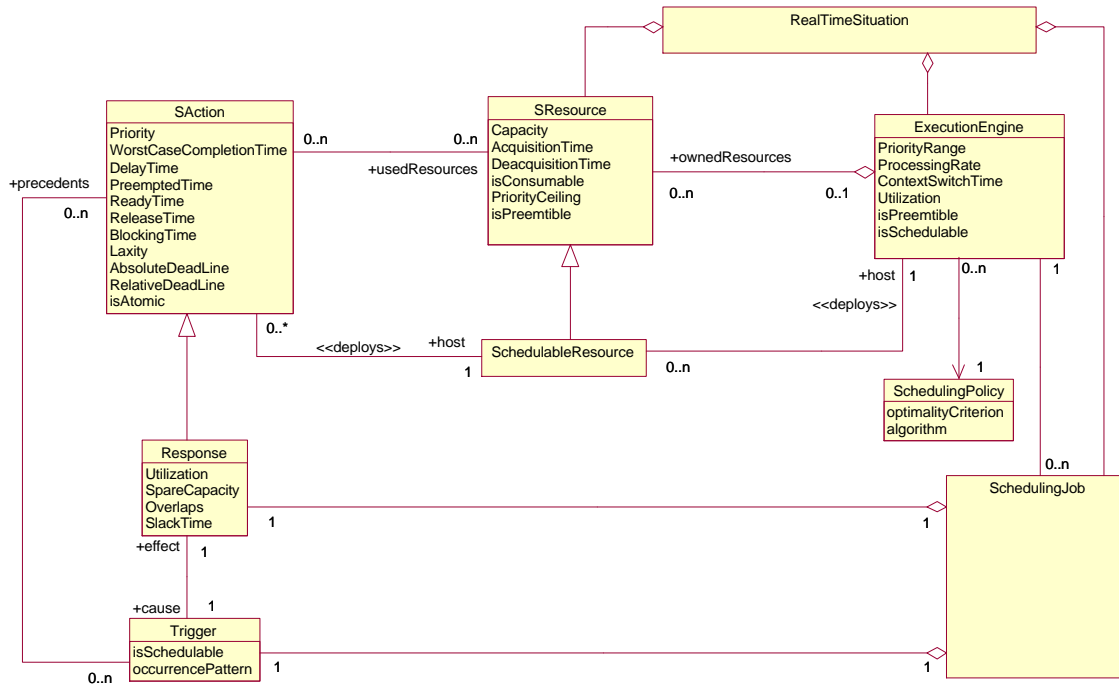 RealTimeSituation
SAction
Priority
WorstCaseCompletionTime
DelayTime
PreemptedTime
ReadyTime
ReleaseTime
BlockingTime
Laxity
AbsoluteDeadLine
RelativeDeadLine
isAtomic
SResource
Capacity
AcquisitionTime
DeacquisitionTime
isConsumable
PriorityCeiling
isPreemtible
ExecutionEngine
PriorityRange
ProcessingRate
ContextSwitchTime
Utilization
isPreemtible
isSchedulable
0..n
0..n
+usedResources
+ownedResources
0..n
0..1
+precedents
0..n
+host
1
0..n
1
<<deploys>>
0..*
<<deploys>>
+host
1
SchedulableResource
0..n
1
SchedulingPolicy
optimalityCriterion
algorithm
Response
Utilization
SpareCapacity
Overlaps
SlackTime
0..n
SchedulingJob
1
1
+effect
1
+cause
1
Trigger
isSchedulable
occurrencePattern
1
1
0..n